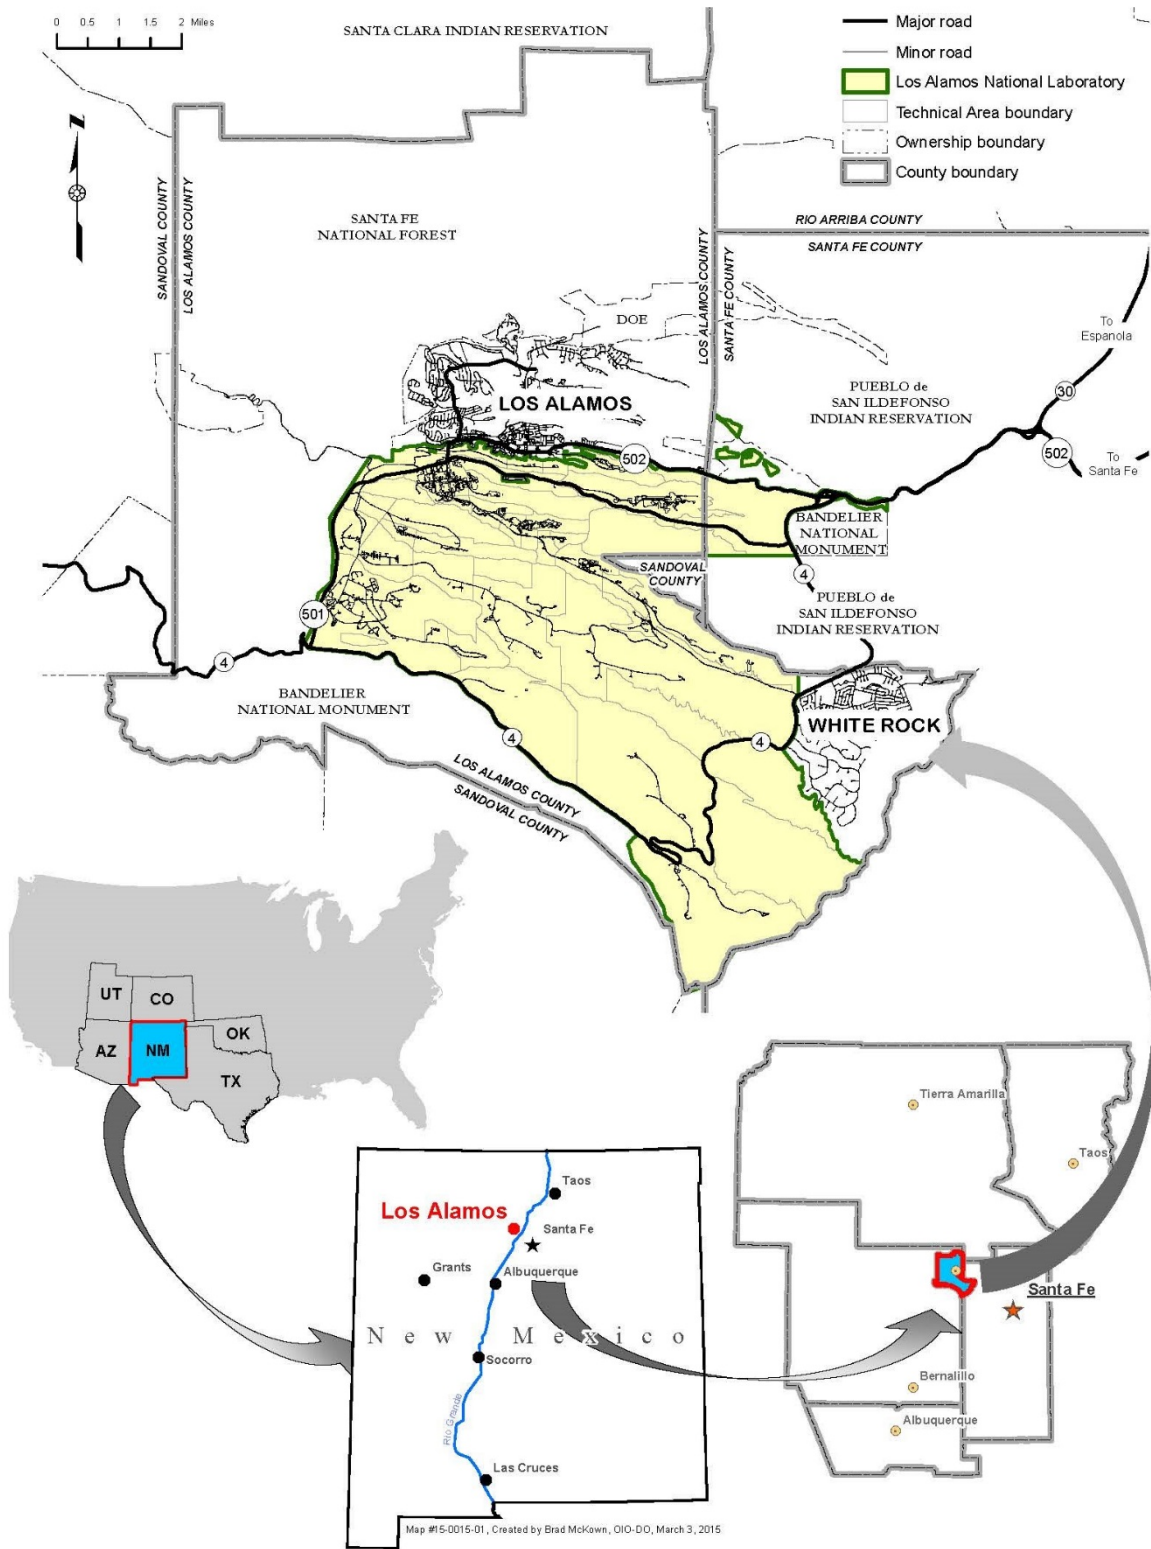 0 0.5 1 2 Miles
SANTA CLARA INDIAN RESERVATION
Major road
Minor road
Los Alamos National Laboratory
Technical Area boundary
Ownership boundary
County boundary
Z
SANDOVAL COUNTY
LOS ALAMOS COUNTY
SANTA FE
NATIONAL FOREST
RIO ARRIBA COUNTY
SANTA FE COUNTY
LOS ALAMOS COUNTY
SANTA FE COUNTY
DOE
To
Espanola
LOS ALAMOS
PUEBLO de
SAN ILDEFONSO
INDIAN RESERVATION
30
502
502
To
Santa Fe
BANDELIER
NATIONAL
MONUMENT
SANDOVAL
COUNTY
4
PUEBLO de
SAN ILDEFONSO
INDIAN RESERVATION
501
4
BANDELIER
NATIONAL MONUMENT
WHITE ROCK
4
4
LOS ALAMOS COUNTY
SANDOVAL COUNTY
UT
CO
AZ
NM
OK
TX
Tierra Amarilla
Taos
Santa Fe
Bernalillo
Albuquerque
Taos
Los Alamos
Santa Fe
Grants
Albuquerque
New Mexico
Socorro
Rio Grande
Las Cruces
Map #15-0015-01, Created by Brad McKown, OIO-DO, March 3, 2015